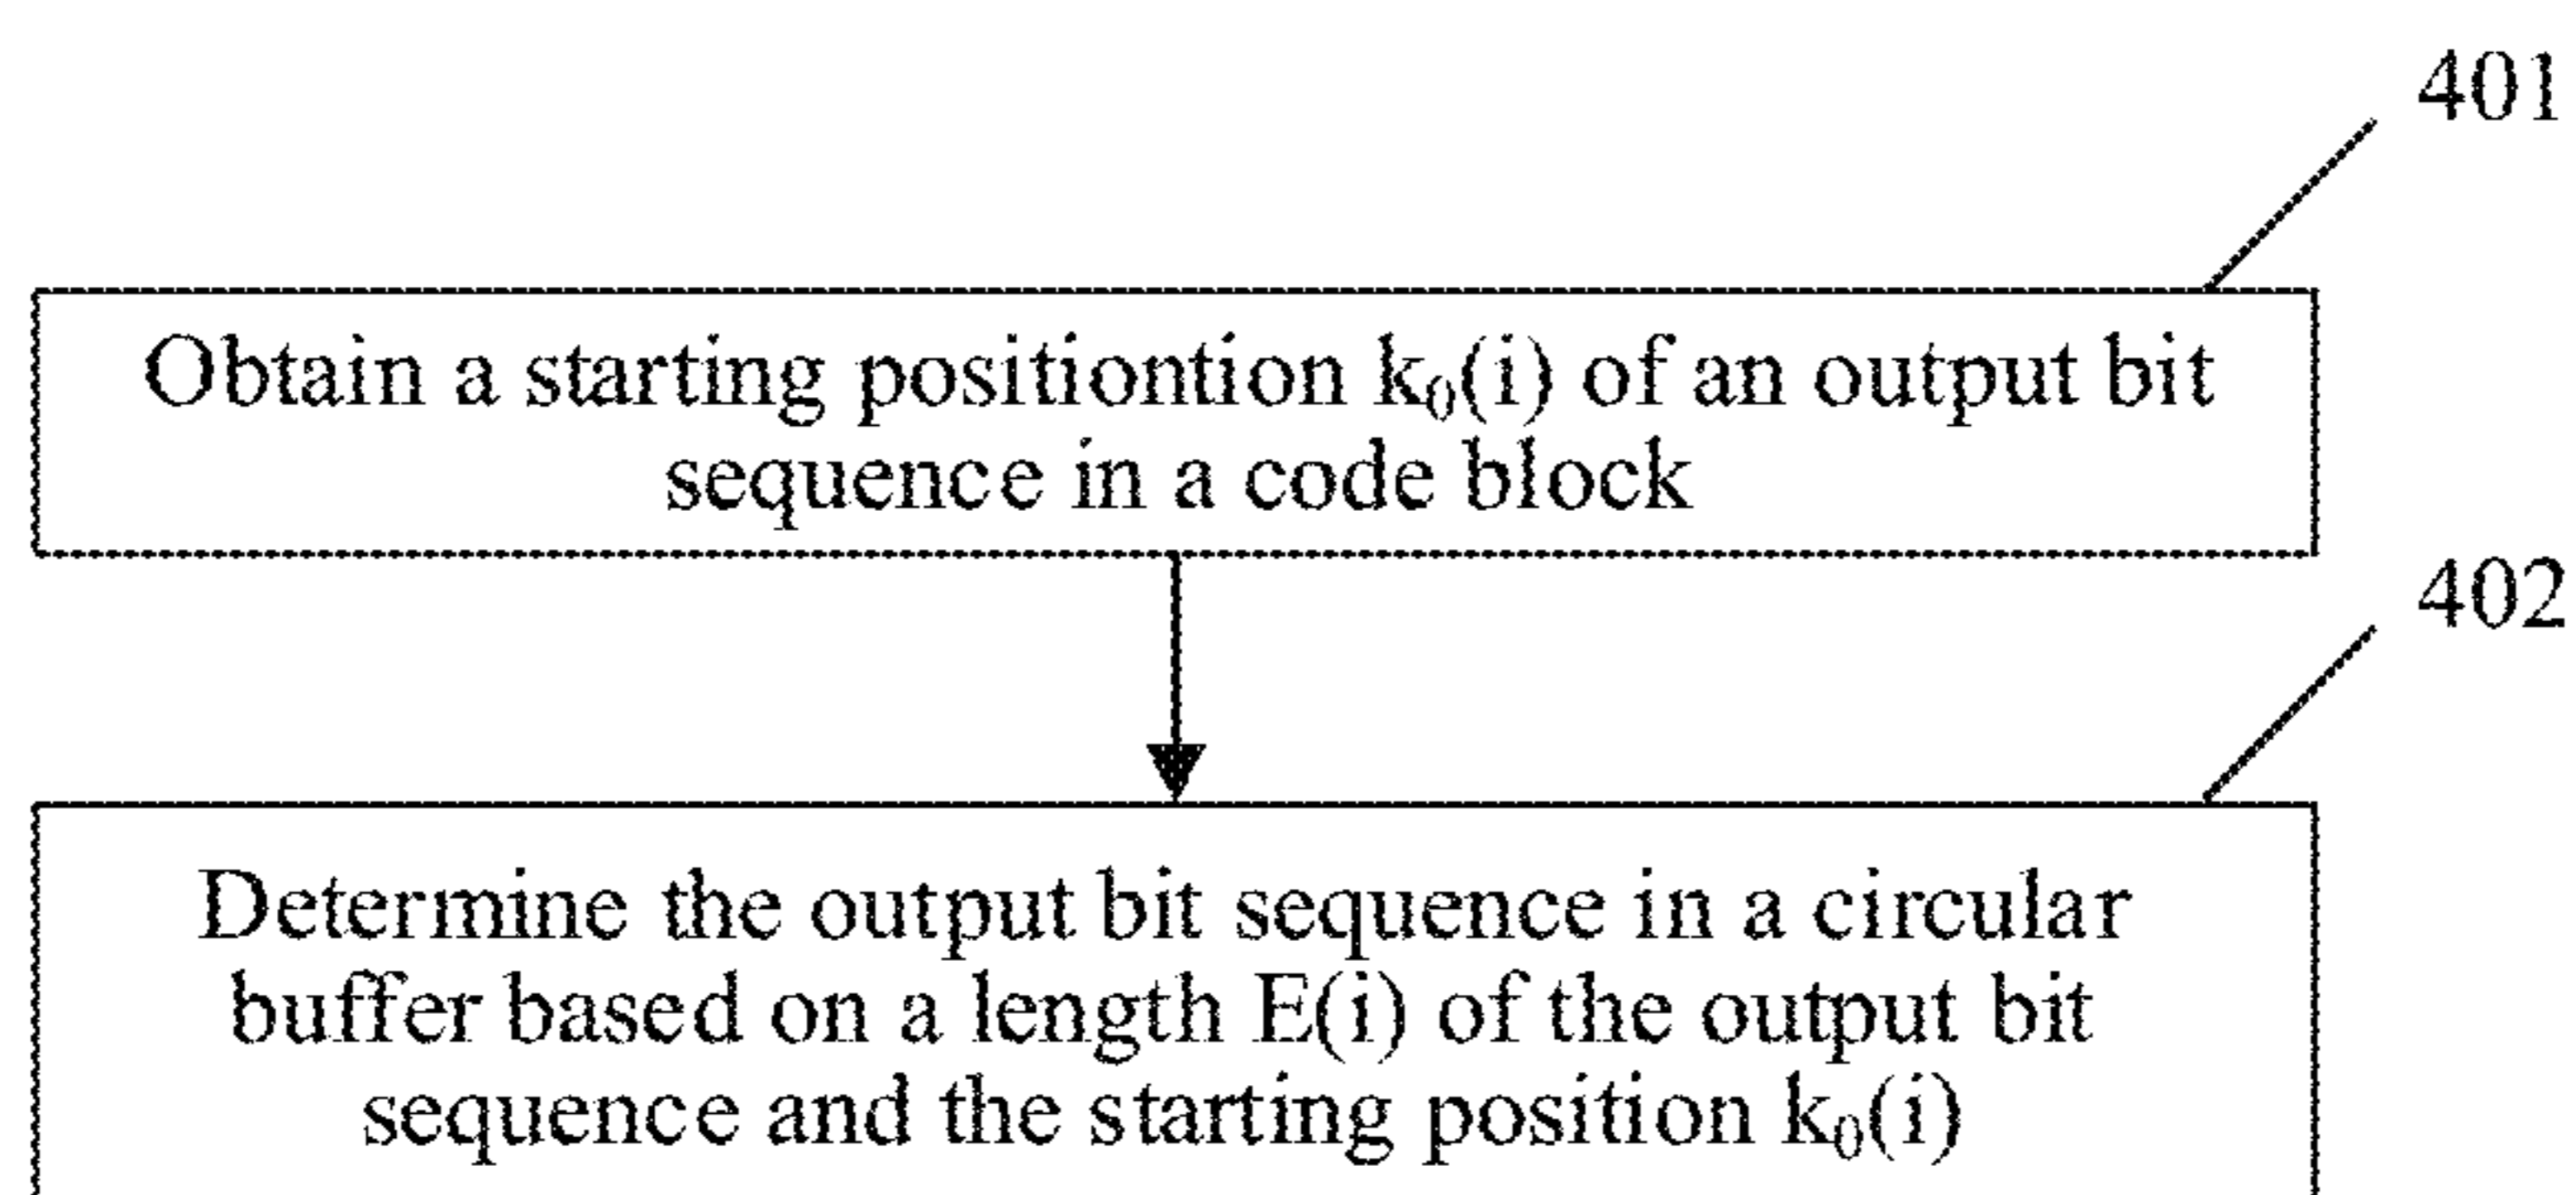 401
Obtain a starting positiontion k₀(i) of an output bit
sequence in a code block
402
Determine the output bit sequence in a circular
buffer based on a length E(i) of the output bit
sequence and the starting position k₀(i)